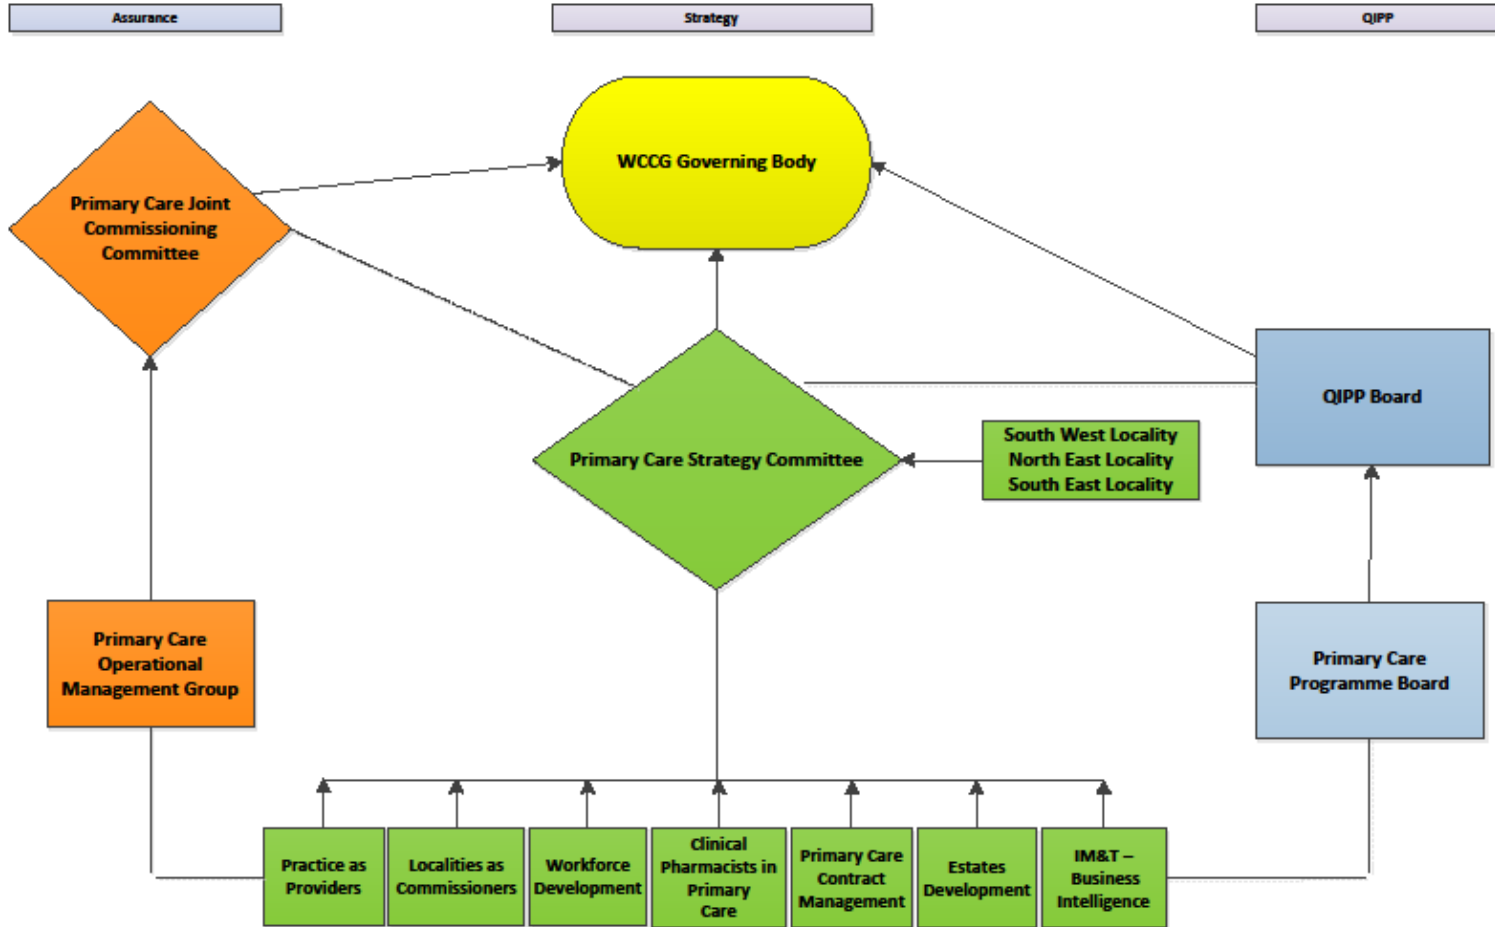 Assurance
Strategy
QIPP
WCCG Governing Body
Primary Care Joint
Commissioning
Committee
QIPP Board
Primary Care Strategy Committee
South West Locality
North East Locality
South East Locality
Primary Care
Operational
Management Group
Primary Care
Programme Board
Practice as
Providers
Localities as
Commissioners
Workforce
Development
Clinical
Pharmacists in
Primary
Care
Primary Care
Contract
Management
Estates
Development
IM&T –
Business
Intelligence